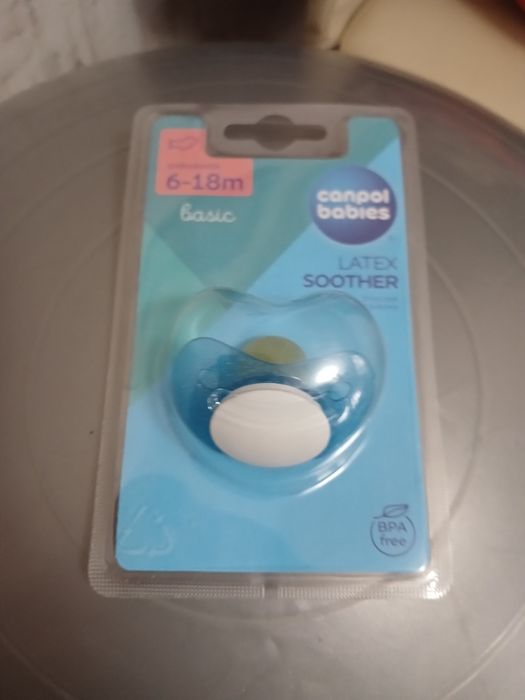 6-18m
basic
canpol
babies
LATEX
SOOTHER
BPA
free